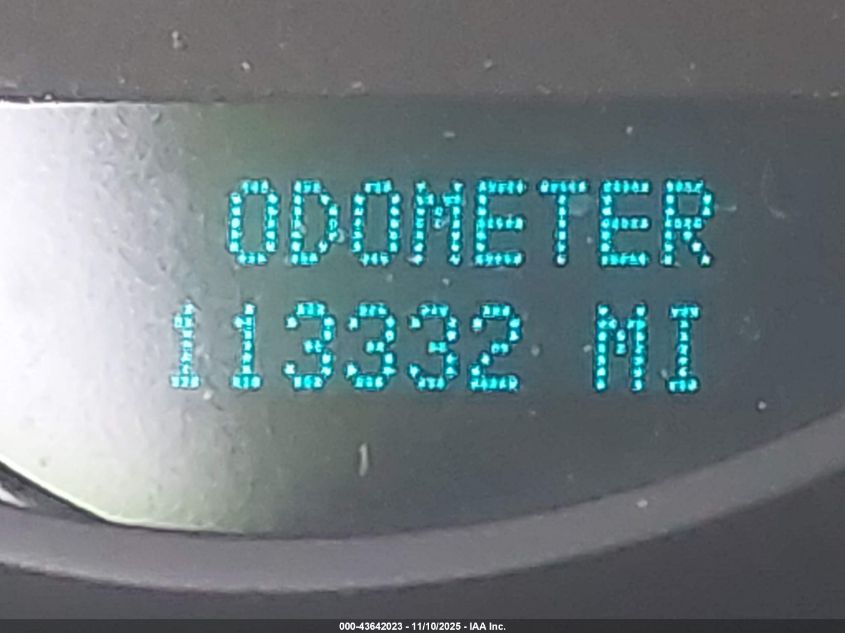 ODOMETER
113332 MI
000-43642023 - 11/10/2025 - IAA Inc.